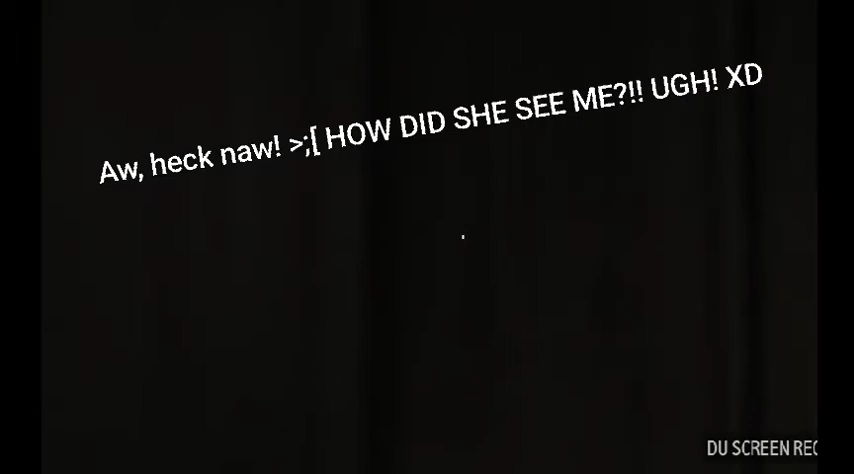 Aw, heck naw! >;[ HOW DID SHE SEE ME?!! UGH! XD
DU SCREEN REC